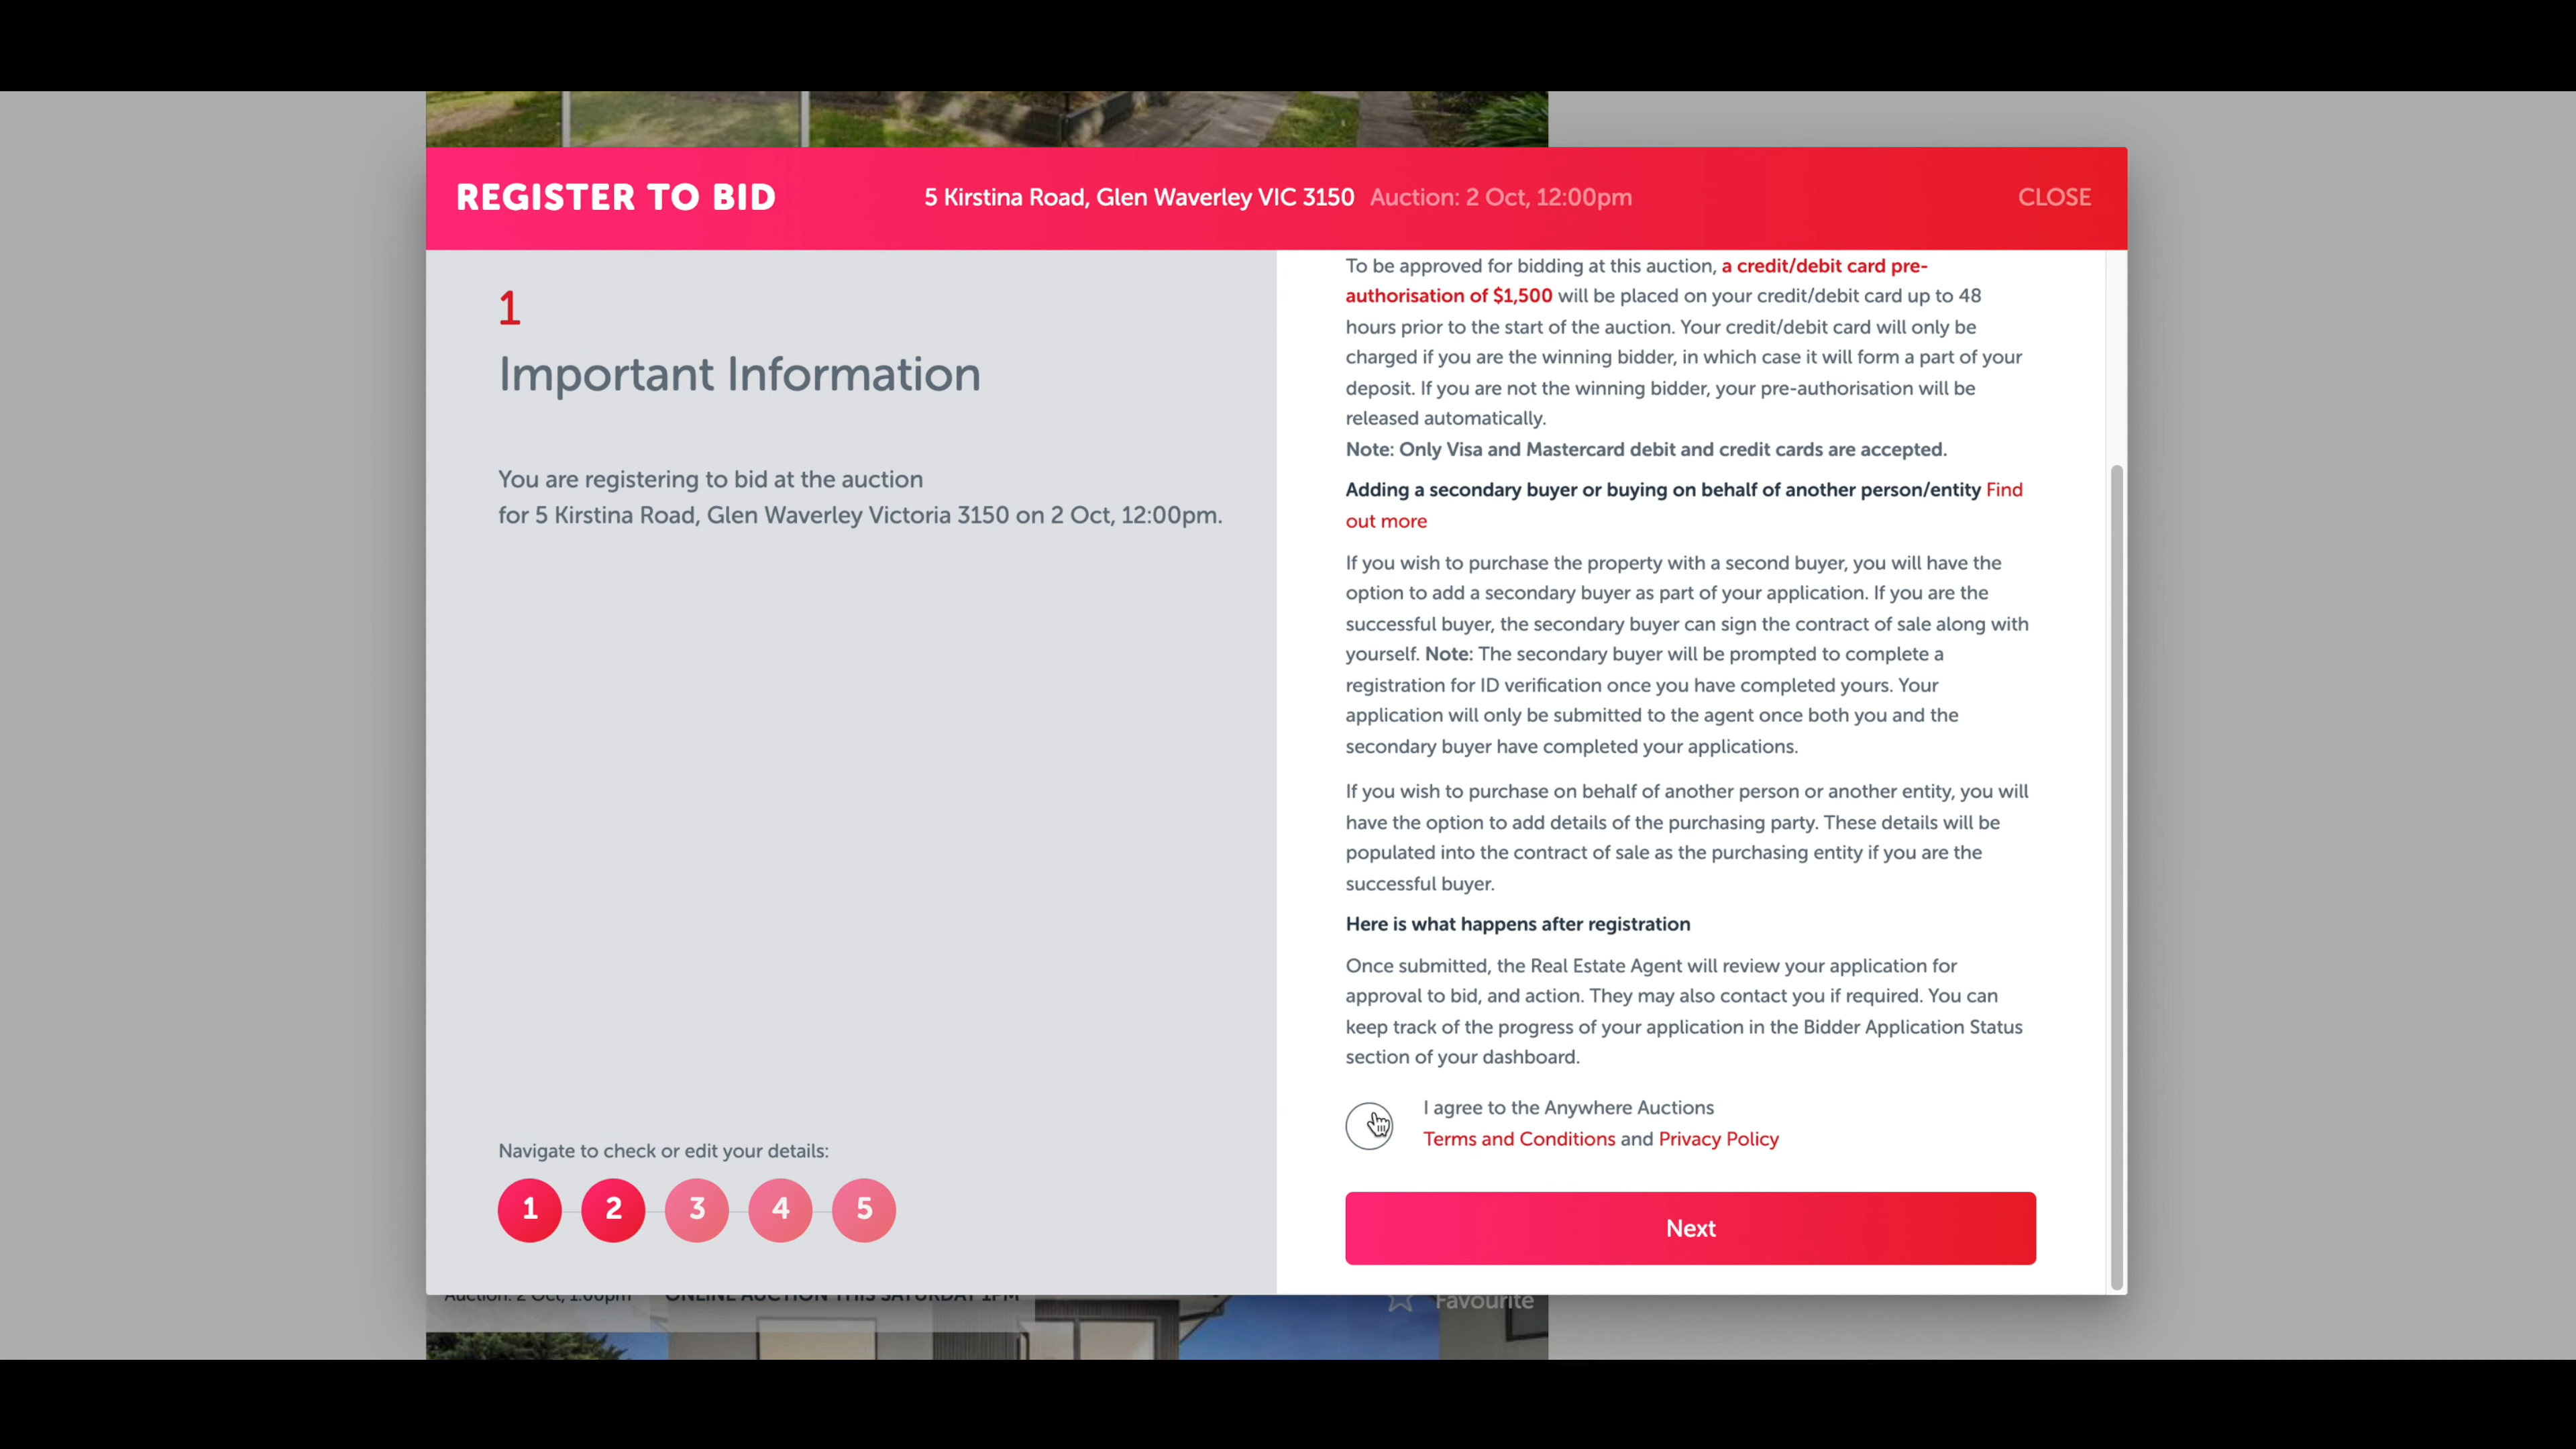 REGISTER TO BID
5 Kirstina Road, Glen Waverley VIC 3150 Auction: 2 Oct, 12:00pm
CLOSE
1
Important Information
You are registering to bid at the auction
for 5 Kirstina Road, Glen Waverley Victoria 3150 on 2 Oct, 12:00pm.
Navigate to check or edit your details:
1 2 3 4 5
To be approved for bidding at this auction, a credit/debit card pre-
authorisation of $1,500 will be placed on your credit/debit card up to 48
hours prior to the start of the auction. Your credit/debit card will only be
charged if you are the winning bidder, in which case it will form a part of your
deposit. If you are not the winning bidder, your pre-authorisation will be
released automatically.
Note: Only Visa and Mastercard debit and credit cards are accepted.
Adding a secondary buyer or buying on behalf of another person/entity Find
out more
If you wish to purchase the property with a second buyer, you will have the
option to add a secondary buyer as part of your application. If you are the
successful buyer, the secondary buyer can sign the contract of sale along with
yourself. Note: The secondary buyer will be prompted to complete a
registration for ID verification once you have completed yours. Your
application will only be submitted to the agent once both you and the
secondary buyer have completed your applications.
If you wish to purchase on behalf of another person or another entity, you will
have the option to add details of the purchasing party. These details will be
populated into the contract of sale as the purchasing entity if you are the
successful buyer.
Here is what happens after registration
Once submitted, the Real Estate Agent will review your application for
approval to bid, and action. They may also contact you if required. You can
keep track of the progress of your application in the Bidder Application Status
section of your dashboard.
I agree to the Anywhere Auctions
Terms and Conditions and Privacy Policy
Next
Auction: 2 Oct, 1:00pm ONLINE AUCTION THIS SATURDAY 1PM
Favourite